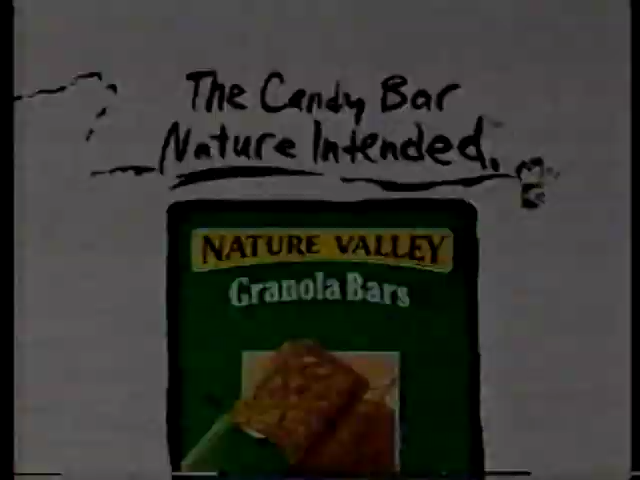 The Candy Bar
Nature Intended.
NATURE VALLEY
Granola Bars